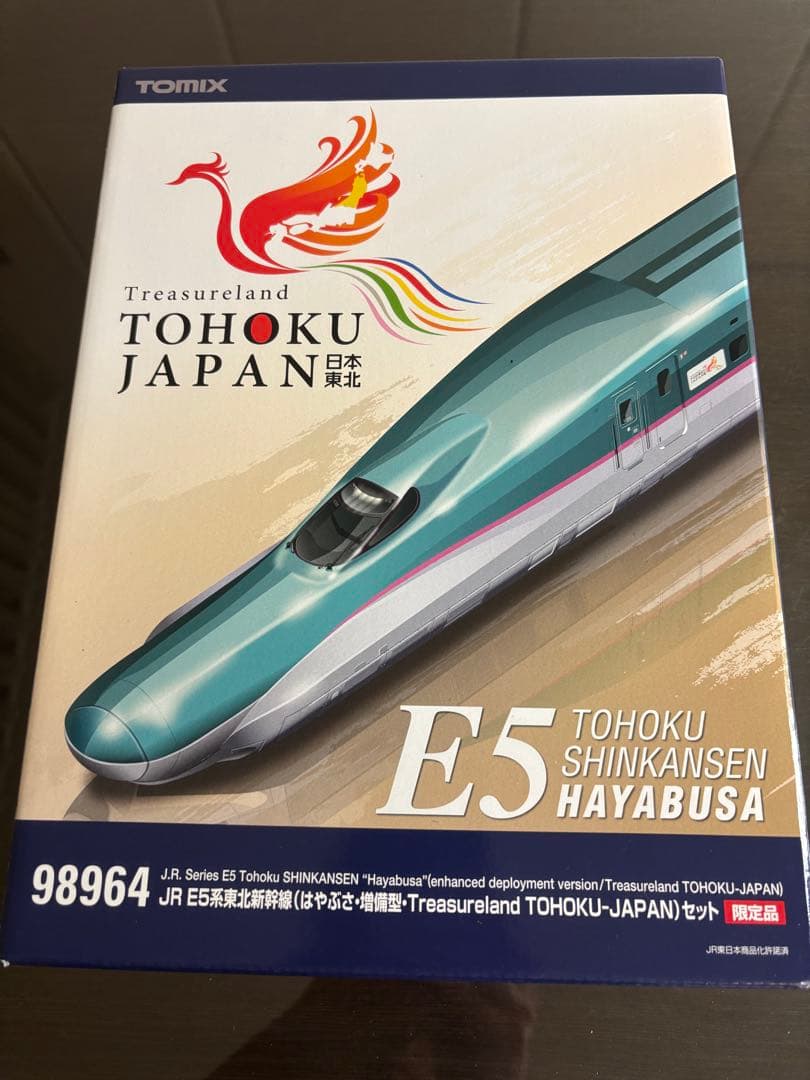 TOMIX
Treasureland
TOHOKU
JAPAN 日本
東北
E5 TOHOKU
SHINKANSEN
HAYABUSA
98964
J.R. Series E5 Tohoku SHINKANSEN “Hayabusa”(enhanced deployment version/Treasureland TOHOKU-JAPAN)
JR E5系東北新幹線(はやぶさ・増備型・Treasureland TOHOKU-JAPAN)セット 限定品
JR東日本商品化許諾済